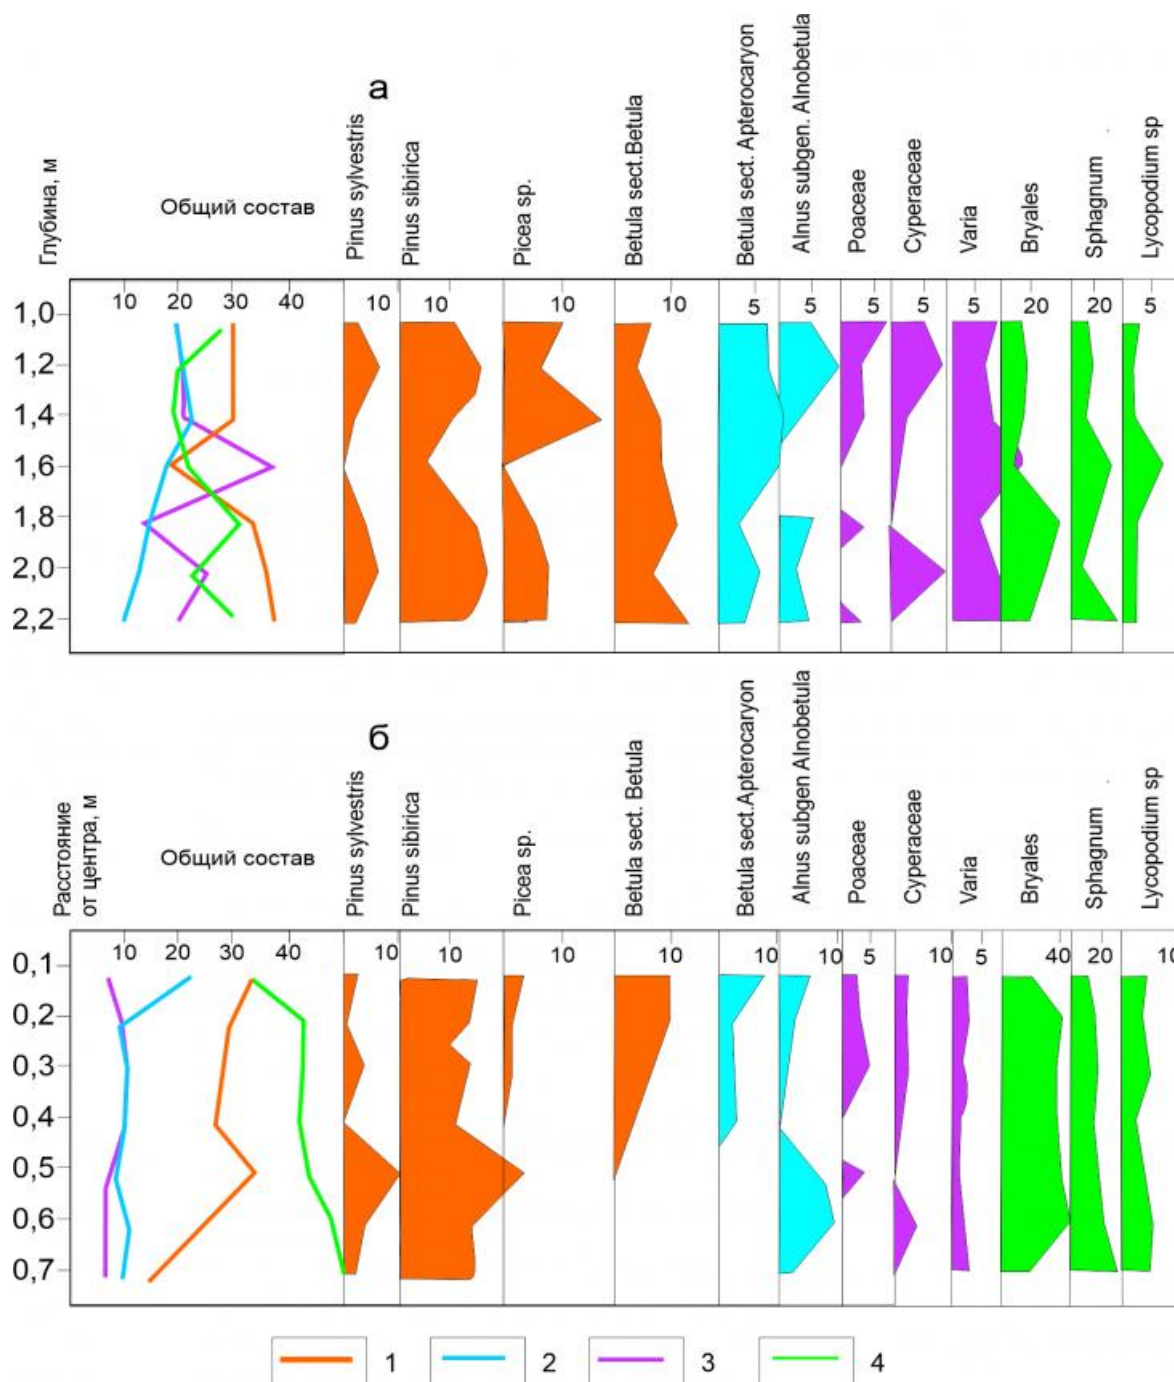 а
Глубина, м
Общий состав
Pinus sylvestris
Pinus sibirica
Picea sp.
Betula sect.Betula
Betula sect. Apterocaryon
Alnus subgen. Alnobetula
Poaceae
Cyperaceae
Varia
Bryales
Sphagnum
Lycopodium sp
10 20 30 40 10 10 10 10 5 5 5 5 5 20 20 5
1,0
1,2
1,4
1,6
1,8
2,0
2,2
б
Расстояние
от центра, м
Общий состав
Pinus sylvestris
Pinus sibirica
Picea sp.
Betula sect. Betula
Betula sect.Apterocaryon
Alnus subgen Alnobetula
Poaceae
Cyperaceae
Varia
Bryales
Sphagnum
Lycopodium sp
10 20 30 40 10 10 10 10 10 10 5 10 5 40 20 10
0,1
0,2
0,3
0,4
0,5
0,6
0,7
1 2 3 4